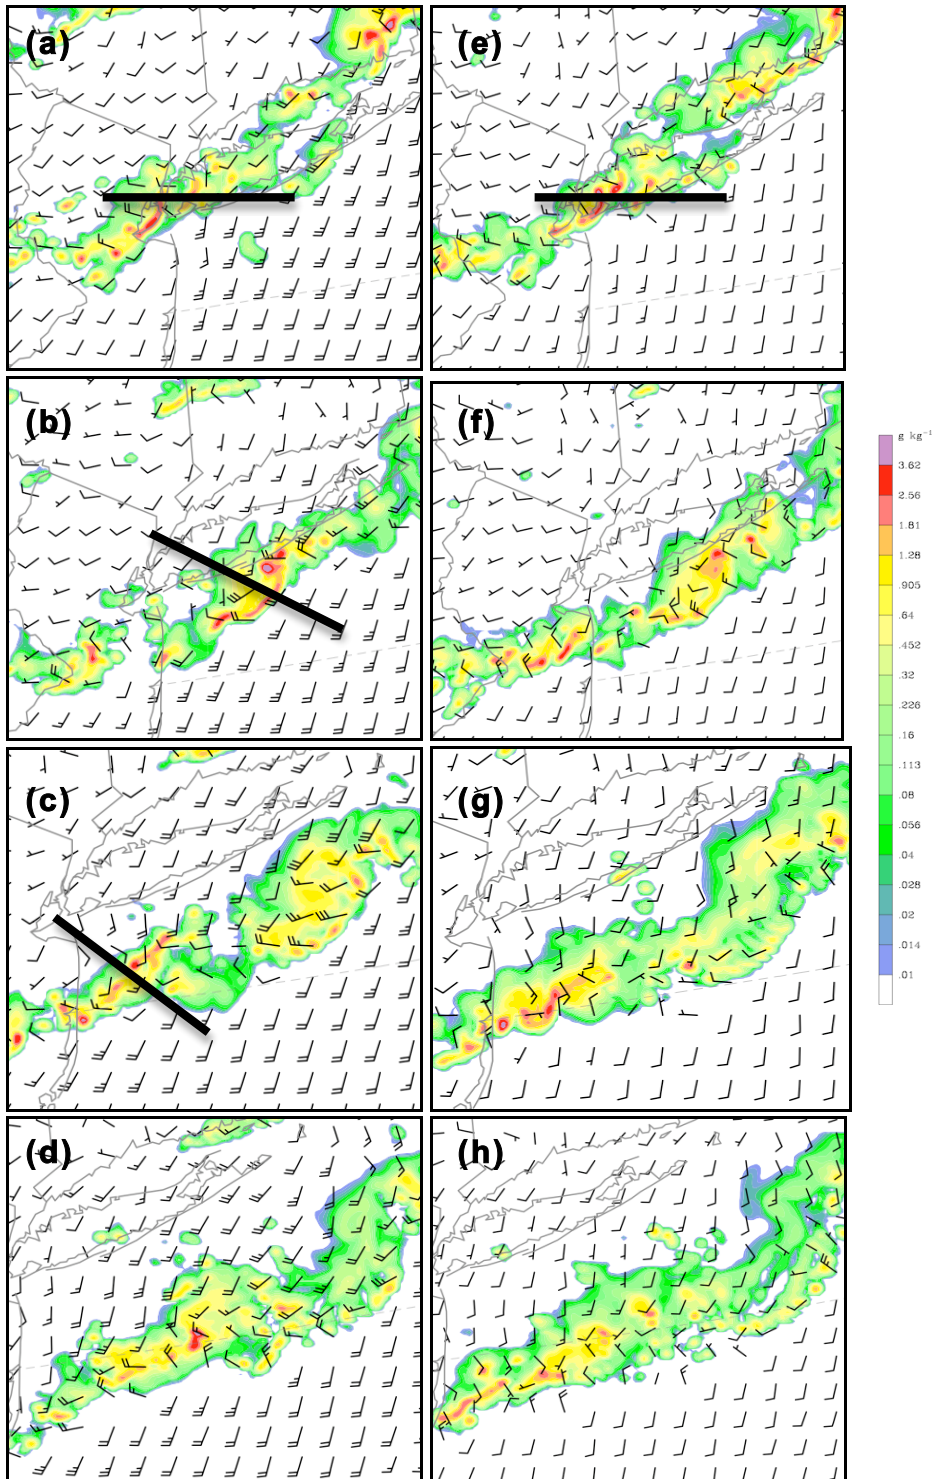 (a)
(e)
(b)
(f)
g kg⁻¹
3.62
2.56
1.81
1.28
.905
.64
.452
.32
.226
.16
.113
.08
.056
.04
.028
.02
.014
.01
(c)
(g)
(d)
(h)